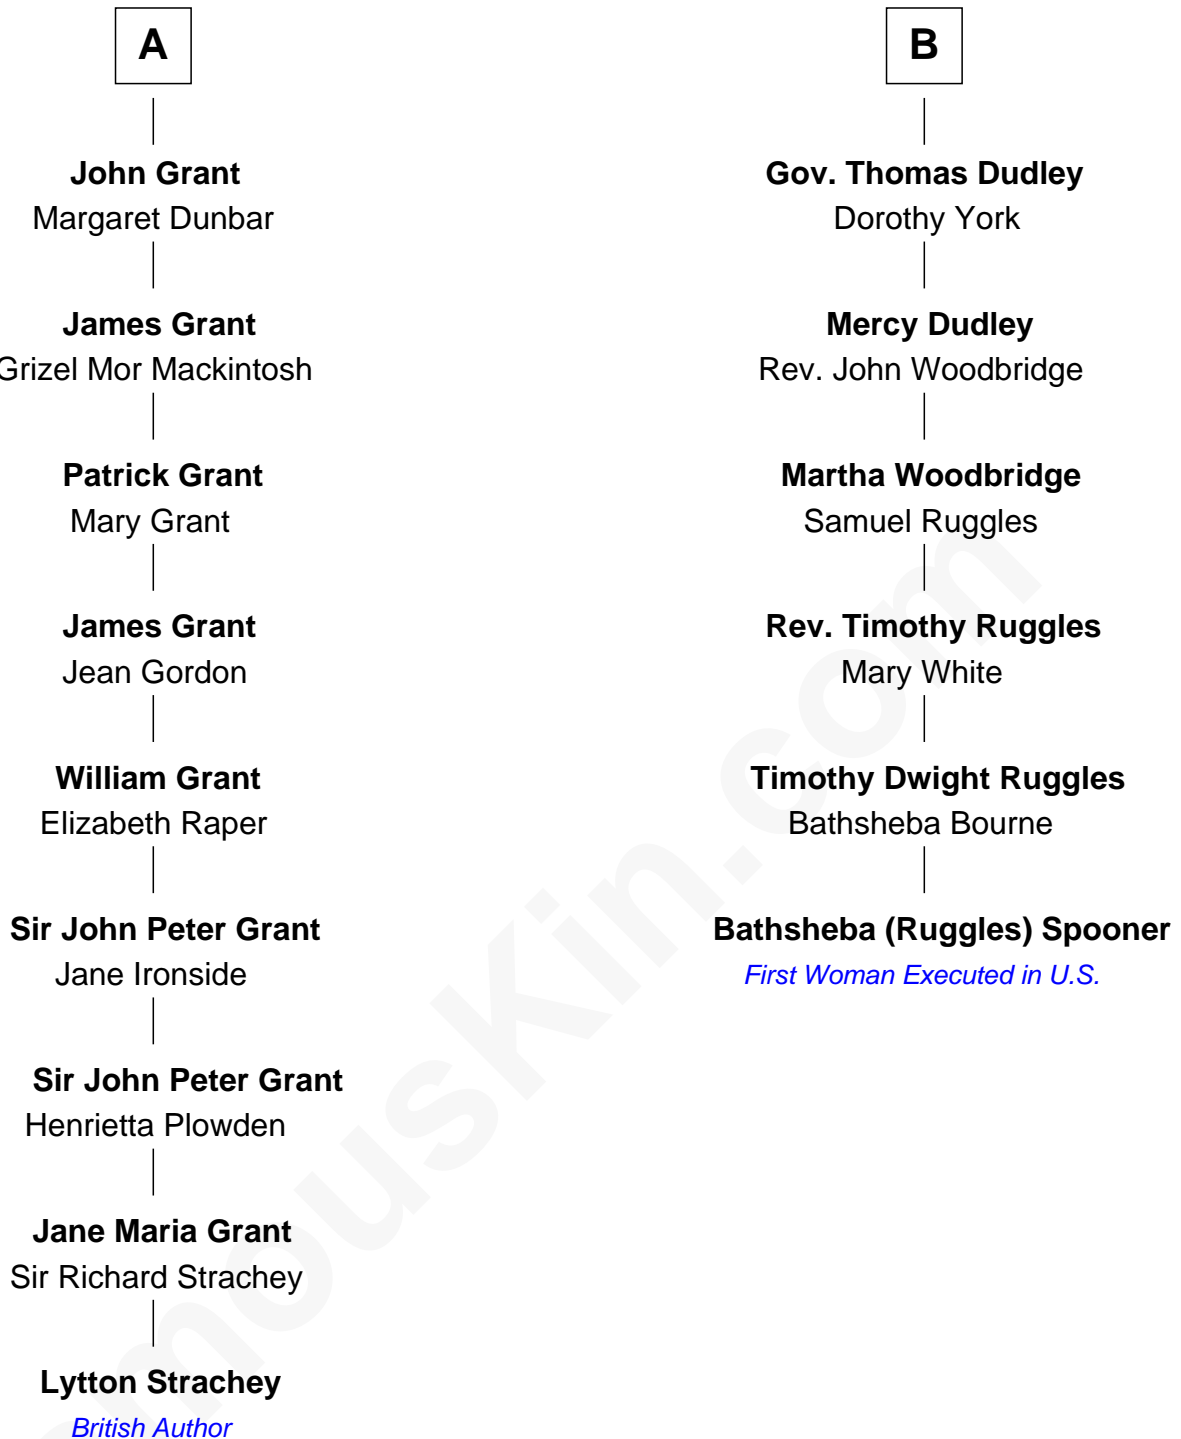 A
John Grant
Margaret Dunbar
James Grant
Grizel Mor Mackintosh
Patrick Grant
Mary Grant
James Grant
Jean Gordon
William Grant
Elizabeth Raper
Sir John Peter Grant
Jane Ironside
Sir John Peter Grant
Henrietta Plowden
Jane Maria Grant
Sir Richard Strachey
Lytton Strachey
British Author
B
Gov. Thomas Dudley
Dorothy York
Mercy Dudley
Rev. John Woodbridge
Martha Woodbridge
Samuel Ruggles
Rev. Timothy Ruggles
Mary White
Timothy Dwight Ruggles
Bathsheba Bourne
Bathsheba (Ruggles) Spooner
First Woman Executed in U.S.
mousKin.com